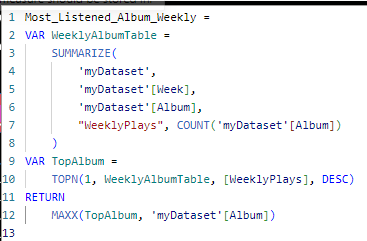 1 Most_Listened_Album_Weekly =
2 VAR WeeklyAlbumTable =
3     SUMMARIZE(
4         'myDataset',
5         'myDataset'[Week],
6         'myDataset'[Album],
7         "WeeklyPlays", COUNT('myDataset'[Album])
8     )
9 VAR TopAlbum =
10     TOPN(1, WeeklyAlbumTable, [WeeklyPlays], DESC)
11 RETURN
12     MAXX(TopAlbum, 'myDataset'[Album])
13